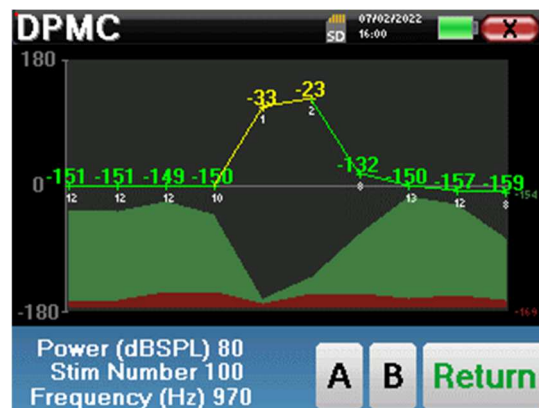 DPMC
SD
07/02/2022
16:00
X
180
-33
-23
1
2
-151 -151 -149 -150
-132
-150
-157
-159
0
12 12 12 10
8
13
12
8
-154
-180
-169
Power (dBSPL) 80
Stim Number 100
Frequency (Hz) 970
A
B
Return